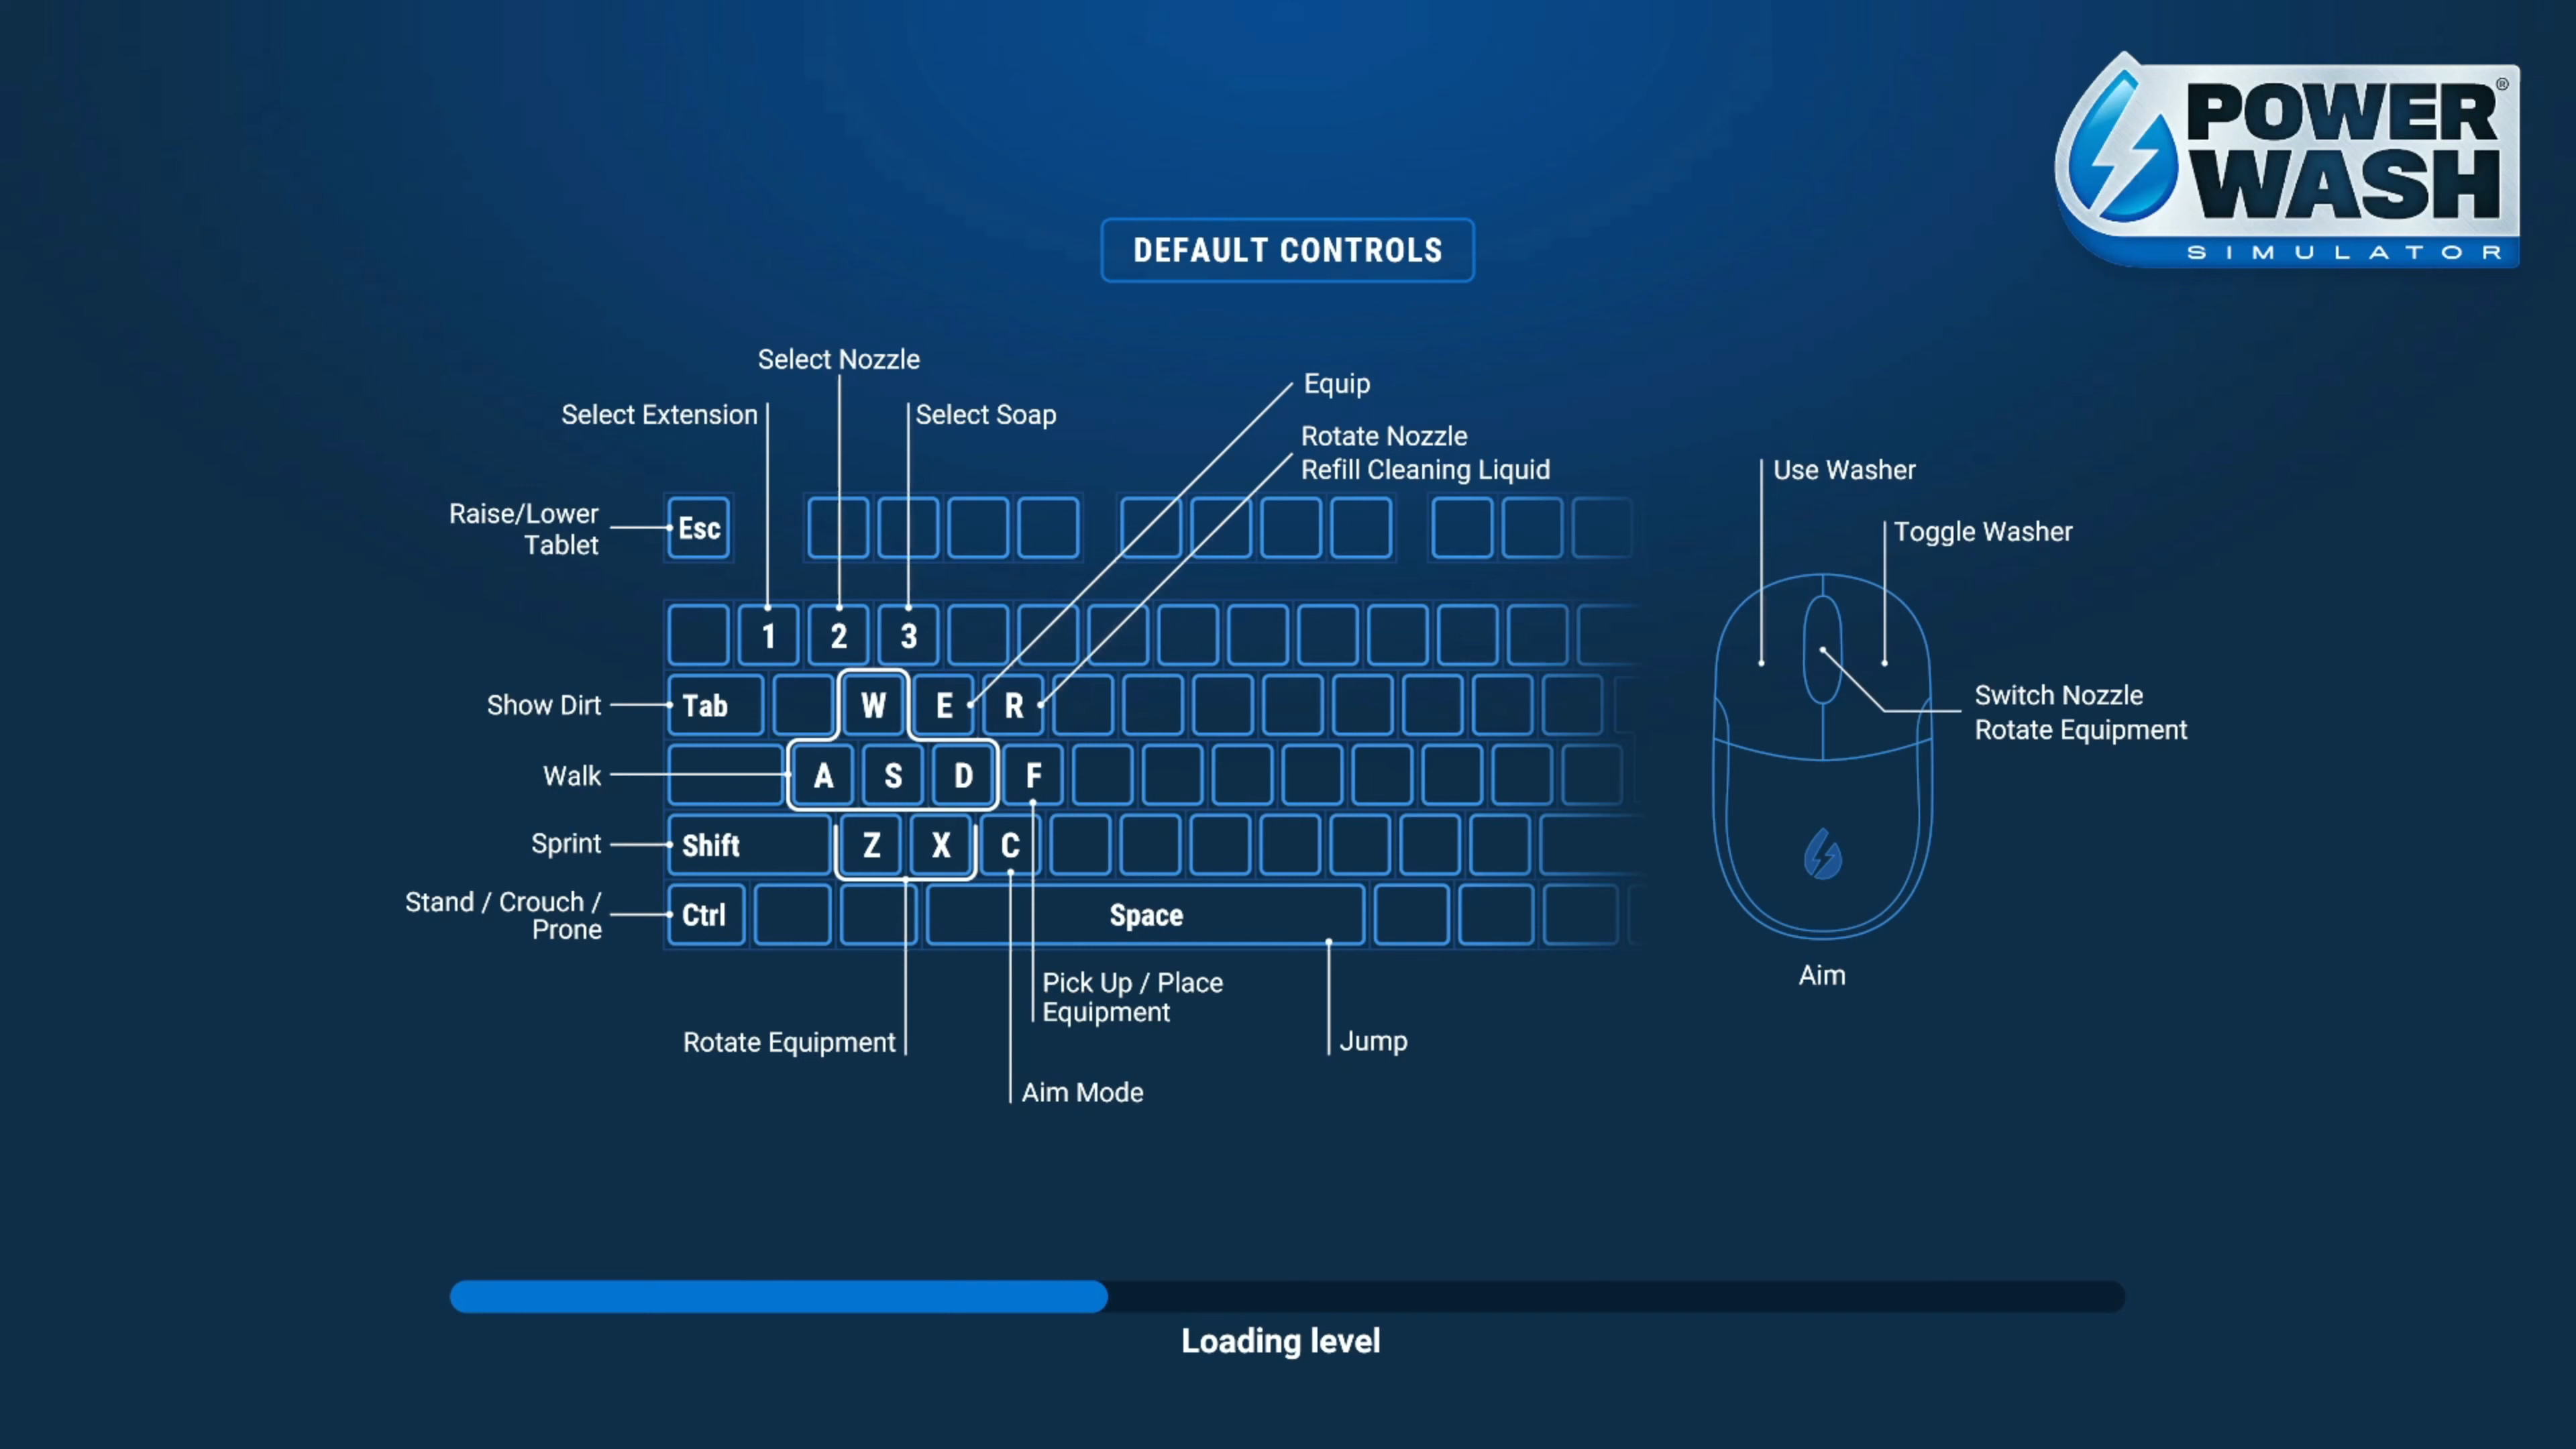 POWER®
WASH
SIMULATOR
DEFAULT CONTROLS
Select Nozzle
Select Extension
Select Soap
Equip
Rotate Nozzle
Refill Cleaning Liquid
Use Washer
Toggle Washer
Raise/Lower
Tablet
Esc
1 2 3
Show Dirt
Tab W E R
Switch Nozzle
Rotate Equipment
Walk
A S D F
Sprint
Shift Z X C
Stand / Crouch /
Prone
Ctrl Space
Aim
Pick Up / Place
Equipment
Rotate Equipment
Jump
Aim Mode
Loading level